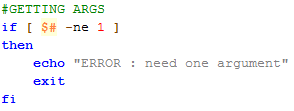 #GETTING ARGS
if [ $# -ne 1 ]
then
    echo "ERROR : need one argument"
    exit
fi